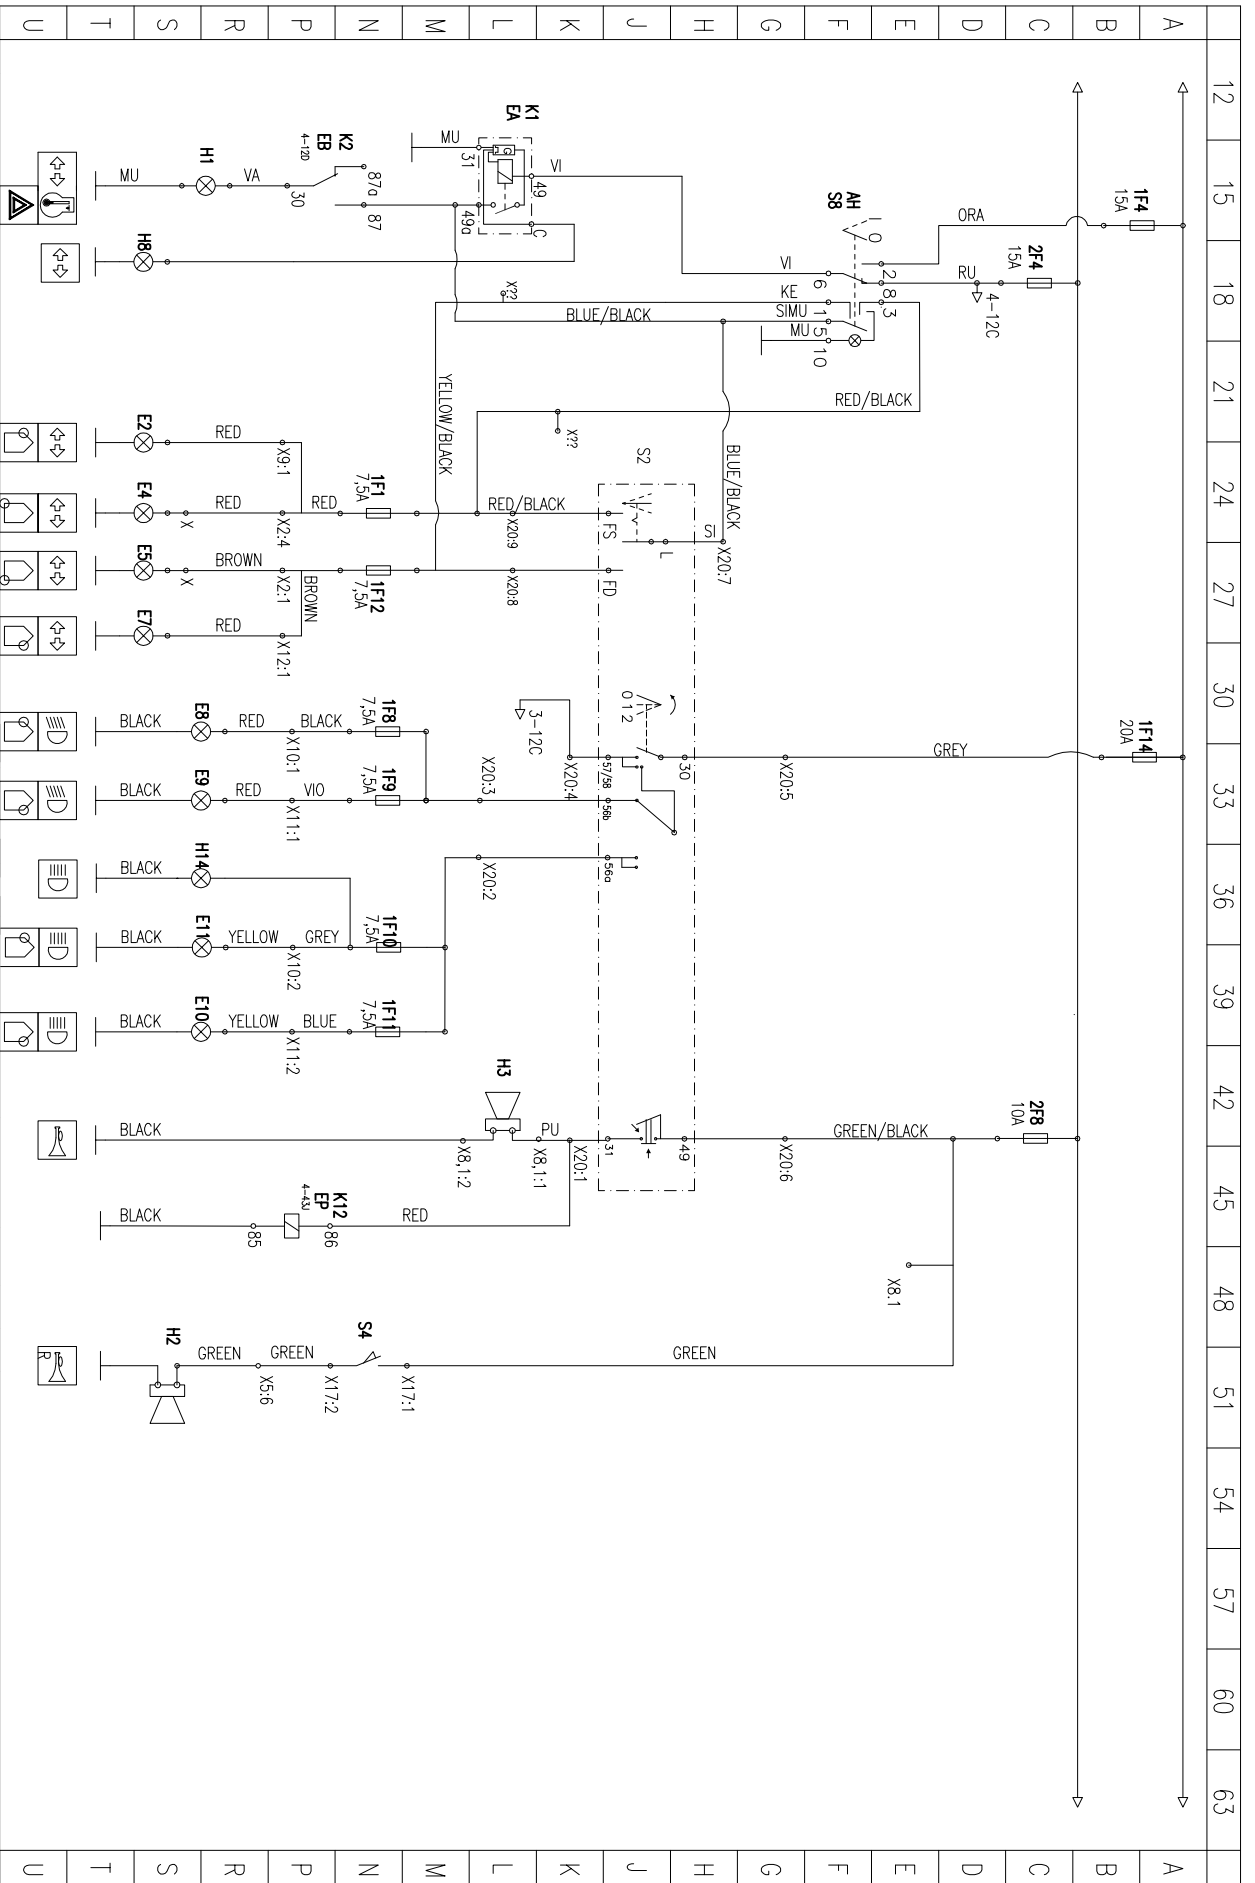 A B C D E F G H J K L M N P R S T U
12 15 18 21 24 27 30 33 36 39 42 45 48 51 54 57 60 63
A B C D E F G H J K L M N P R S T U
1F4
15A
ORA
2F4
15A
RU
4-12C
AH
S8
I O
2
8
3
6
1
5
10
VI
KE
SIMU
MU
K1
EA
MU
31
G
49
49a
C
VI
K2
EB
4-12D
87a
87
30
VA
H1
MU
H8
X??
BLUE/BLACK
YELLOW/BLACK
RED/BLACK
X??
BLUE/BLACK
S2
SI
L
X20:7
FS
FD
RED/BLACK
X20:9
X20:8
1F1
7,5A
1F12
7,5A
RED
X9:1
RED
E2
X2:4
RED
X
E4
X2:1
BROWN
BROWN
X
E5
X12:1
RED
E7
1F14
20A
GREY
X20:5
30
0 1 2
57/58
56b
56a
X20:4
3-12C
X20:3
X20:2
1F8
7,5A
BLACK
X10:1
RED
E8
BLACK
1F9
7,5A
VIO
X11:1
RED
E9
BLACK
H14
BLACK
1F10
7,5A
GREY
X10:2
YELLOW
E11
BLACK
1F11
7,5A
BLUE
X11:2
YELLOW
E10
BLACK
2F8
10A
GREEN/BLACK
X20:6
49
31
X20:1
PU
X8,1:1
H3
X8,1:2
BLACK
RED
K12
EP
4-43J
86
85
BLACK
X8.1
GREEN
X17:1
S4
X17:2
GREEN
X5:6
GREEN
H2
R